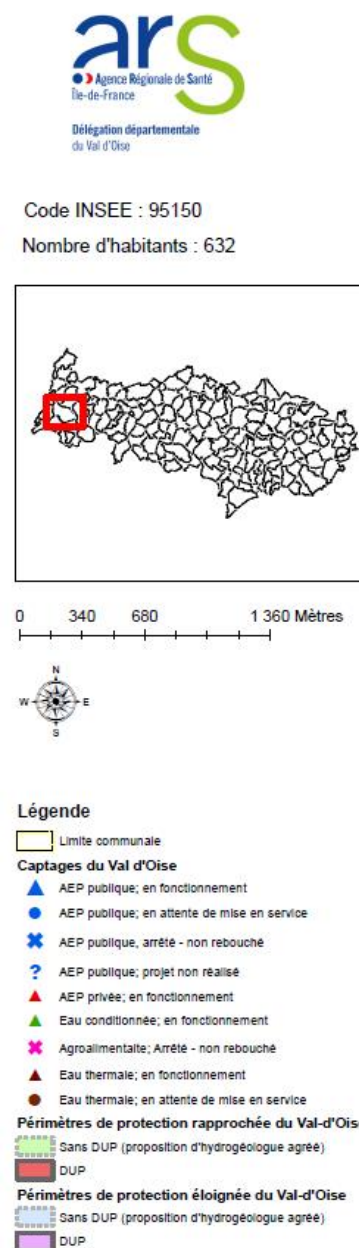 ars
Agence Régionale de Santé
Île-de-France
Délégation départementale
du Val d'Oise
Code INSEE : 95150
Nombre d'habitants : 632
0 340 680 1 360 Mètres
N
W E
S
Légende
Limite communale
Captages du Val d'Oise
AEP publique; en fonctionnement
AEP publique; en attente de mise en service
AEP publique, arrêté - non rebouché
? AEP publique; projet non réalisé
AEP privée; en fonctionnement
Eau conditionnée; en fonctionnement
Agroalimentaite; Arrêté - non rebouché
Eau thermale; en fonctionnement
Eau thermale; en attente de mise en service
Périmètres de protection rapprochée du Val-d'Oise
Sans DUP (proposition d'hydrogéologue agréé)
DUP
Périmètres de protection éloignée du Val-d'Oise
Sans DUP (proposition d'hydrogéologue agréé)
DUP